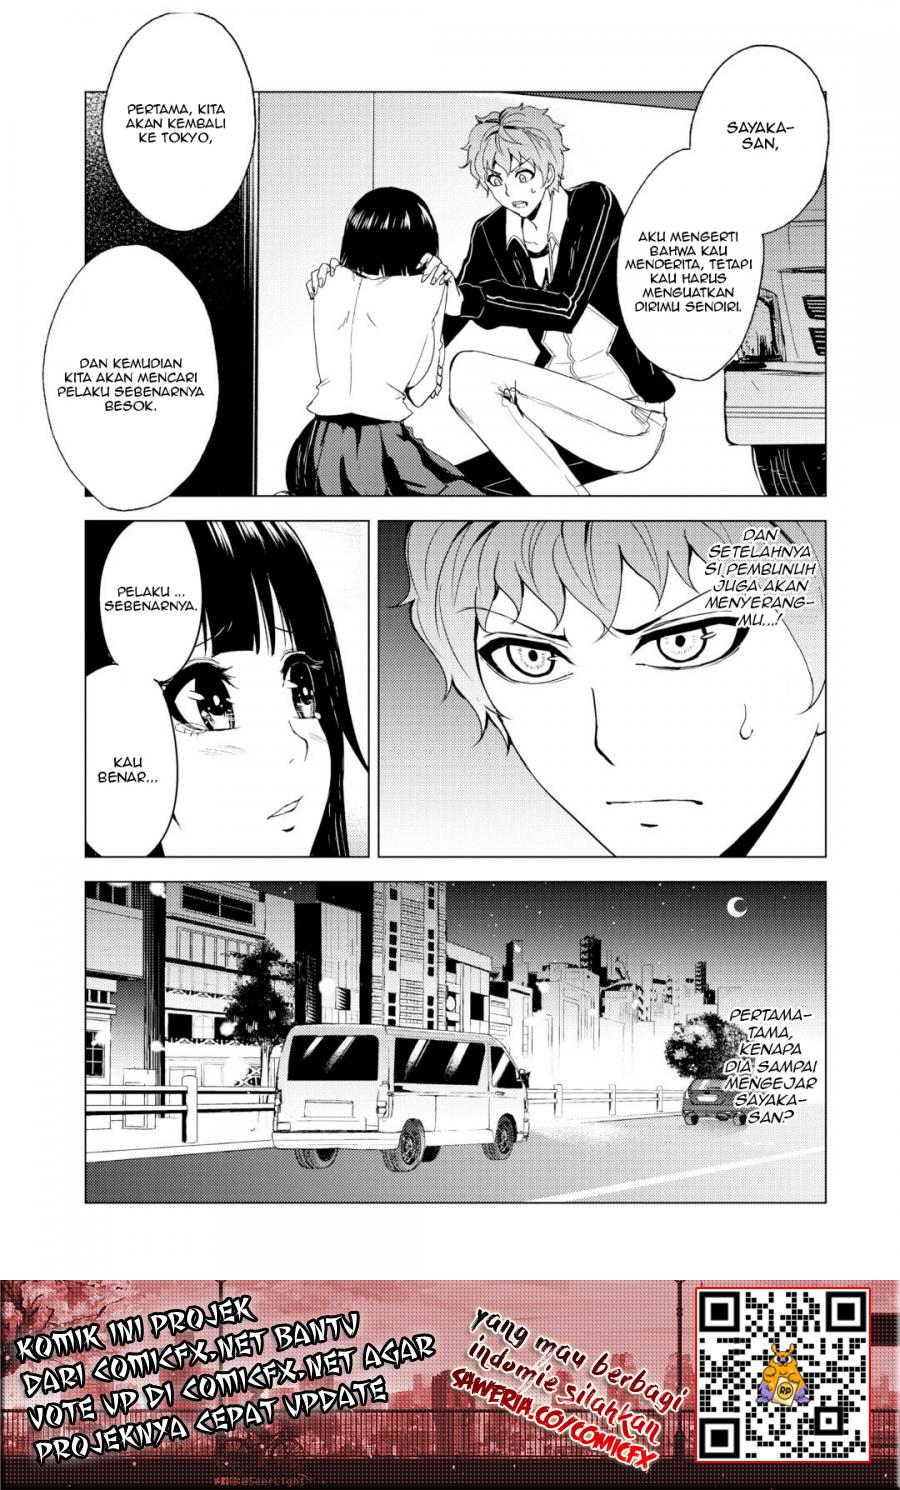 SAYAKA-
SAN,
AKU MENGERTI
BAHWA KAU
MENDERITA, TETAPI
KAU HARUS
MENGUATKAN
DIRIMU SENDIRI.
PERTAMA, KITA
AKAN KEMBALI
KE TOKYO,
DAN KEMUDIAN
KITA AKAN MENCARI
PELAKU SEBENARNYA
BESOK.
DAN
SETELAHNYA
SI PEMBUNUH
JUGA AKAN
MENYERANG-
MU...!
PELAKU ...
SEBENARNYA.
KAU
BENAR...
PERTAMA-
TAMA,
KENAPA
DIA SAMPAI
MENGEJAR
SAYAKA-
SAN?
KOMIK INI PROJEK
DARI COMICFX.NET BANTU
VOTE UP DI COMICFX.NET AGAR
PROJEKNYA CEPAT UPDATE
yang mau berbagi
indomie silahkan
SAWERIA.CO/COMICFX
RP
@SeerLight